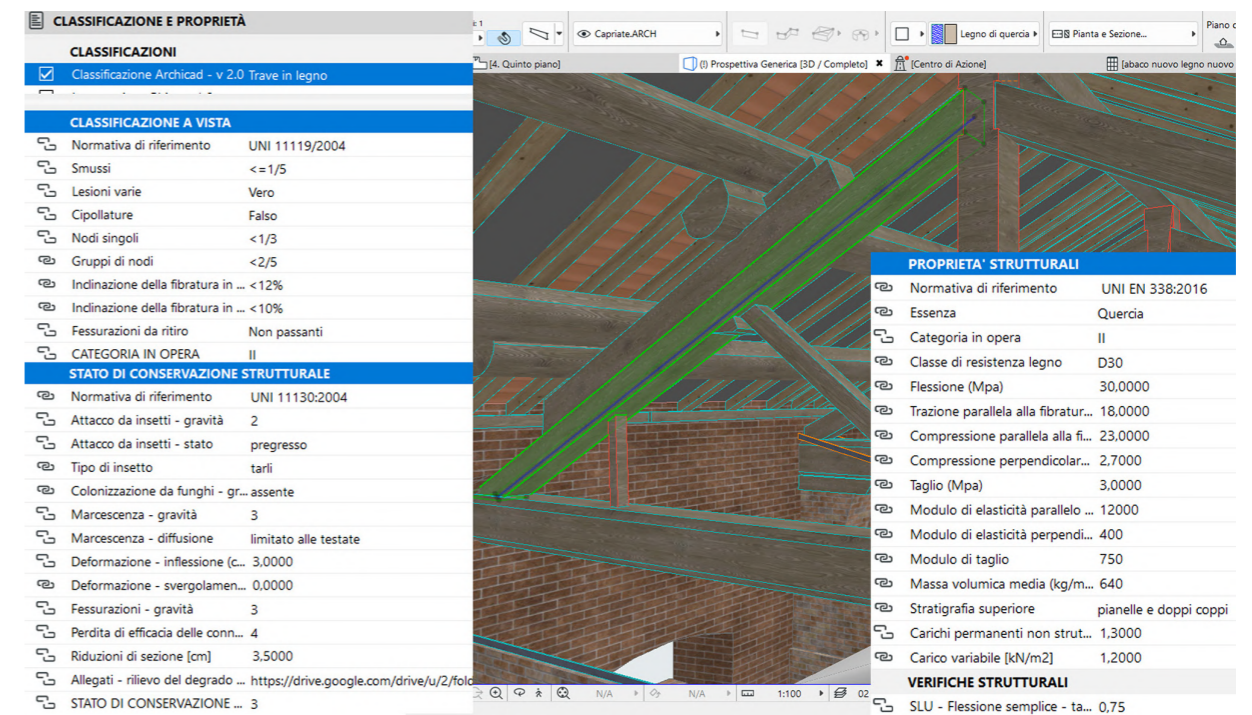 CLASSIFICAZIONE E PROPRIETÀ
CLASSIFICAZIONI
Classificazione Archicad - v 2.0 Trave in legno
CLASSIFICAZIONE A VISTA
Normativa di riferimento UNI 11119/2004
Smussi <=1/5
Lesioni varie Vero
Cipollature Falso
Nodi singoli <1/3
Gruppi di nodi <2/5
Inclinazione della fibratura in ... <12%
Inclinazione della fibratura in ... <10%
Fessurazioni da ritiro Non passanti
CATEGORIA IN OPERA II
STATO DI CONSERVAZIONE STRUTTURALE
Normativa di riferimento UNI 11130:2004
Attacco da insetti - gravità 2
Attacco da insetti - stato pregresso
Tipo di insetto tarli
Colonizzazione da funghi - gr... assente
Marcescenza - gravità 3
Marcescenza - diffusione limitato alle testate
Deformazione - inflessione (c... 3,0000
Deformazione - svergolamen... 0,0000
Fessurazioni - gravità 3
Perdita di efficacia delle conn... 4
Riduzioni di sezione [cm] 3,5000
Allegati - rilievo del degrado ... https://drive.google.com/drive/u/2/fold
STATO DI CONSERVAZIONE ... 3
Capriate.ARCH
Legno di quercia
Pianta e Sezione...
Piano
[4. Quinto piano]
(!) Prospettiva Generica [3D / Completo]
[Centro di Azione]
[abaco nuovo legno nuovo
PROPRIETA' STRUTTURALI
Normativa di riferimento UNI EN 338:2016
Essenza Quercia
Categoria in opera II
Classe di resistenza legno D30
Flessione (Mpa) 30,0000
Trazione parallela alla fibratur... 18,0000
Compressione parallela alla fi... 23,0000
Compressione perpendicolar... 2,7000
Taglio (Mpa) 3,0000
Modulo di elasticità parallelo ... 12000
Modulo di elasticità perpendi... 400
Modulo di taglio 750
Massa volumica media (kg/m... 640
Stratigrafia superiore pianelle e doppi coppi
Carichi permanenti non strut... 1,3000
Carico variabile [kN/m2] 1,2000
VERIFICHE STRUTTURALI
SLU - Flessione semplice - ta... 0,75
N/A N/A 1:100 02